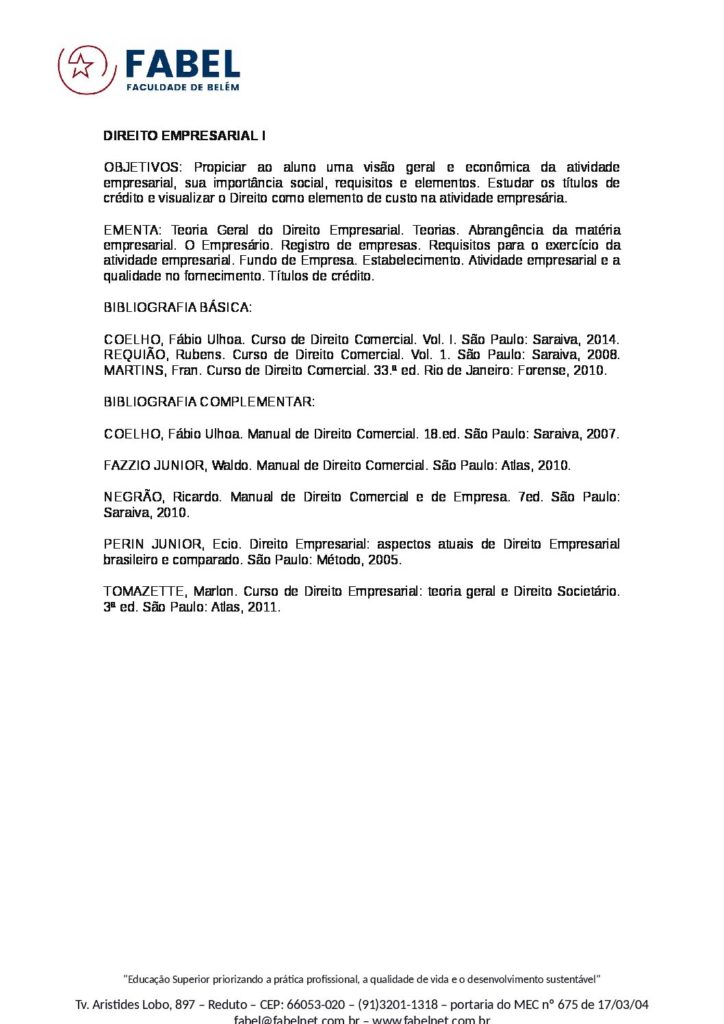 FABEL
FACULDADE DE BELÉM
DIREITO EMPRESARIAL I
OBJETIVOS: Propiciar ao aluno uma visão geral e econômica da atividade
empresarial, sua importância social, requisitos e elementos. Estudar os títulos de
crédito e visualizar o Direito como elemento de custo na atividade empresária.
EMENTA: Teoria Geral do Direito Empresarial. Teorias. Abrangência da matéria
empresarial. O Empresário. Registro de empresas. Requisitos para o exercício da
atividade empresarial. Fundo de Empresa. Estabelecimento. Atividade empresarial e a
qualidade no fornecimento. Títulos de crédito.
BIBLIOGRAFIA BÁSICA:
COELHO, Fábio Ulhoa. Curso de Direito Comercial. Vol. I. São Paulo: Saraiva, 2014.
REQUIÃO, Rubens. Curso de Direito Comercial. Vol. 1. São Paulo: Saraiva, 2008.
MARTINS, Fran. Curso de Direito Comercial. 33.ª ed. Rio de Janeiro: Forense, 2010.
BIBLIOGRAFIA COMPLEMENTAR:
COELHO, Fábio Ulhoa. Manual de Direito Comercial. 18.ed. São Paulo: Saraiva, 2007.
FAZZIO JUNIOR, Waldo. Manual de Direito Comercial. São Paulo: Atlas, 2010.
NEGRÃO, Ricardo. Manual de Direito Comercial e de Empresa. 7ed. São Paulo:
Saraiva, 2010.
PERIN JUNIOR, Ecio. Direito Empresarial: aspectos atuais de Direito Empresarial
brasileiro e comparado. São Paulo: Método, 2005.
TOMAZETTE, Marlon. Curso de Direito Empresarial: teoria geral e Direito Societário.
3ª ed. São Paulo: Atlas, 2011.
"Educação Superior priorizando a prática profissional, a qualidade de vida e o desenvolvimento sustentável"
Tv. Aristides Lobo, 897 – Reduto – CEP: 66053-020 – (91)3201-1318 – portaria do MEC nº 675 de 17/03/04
fabel@fabelnet.com.br – www.fabelnet.com.br